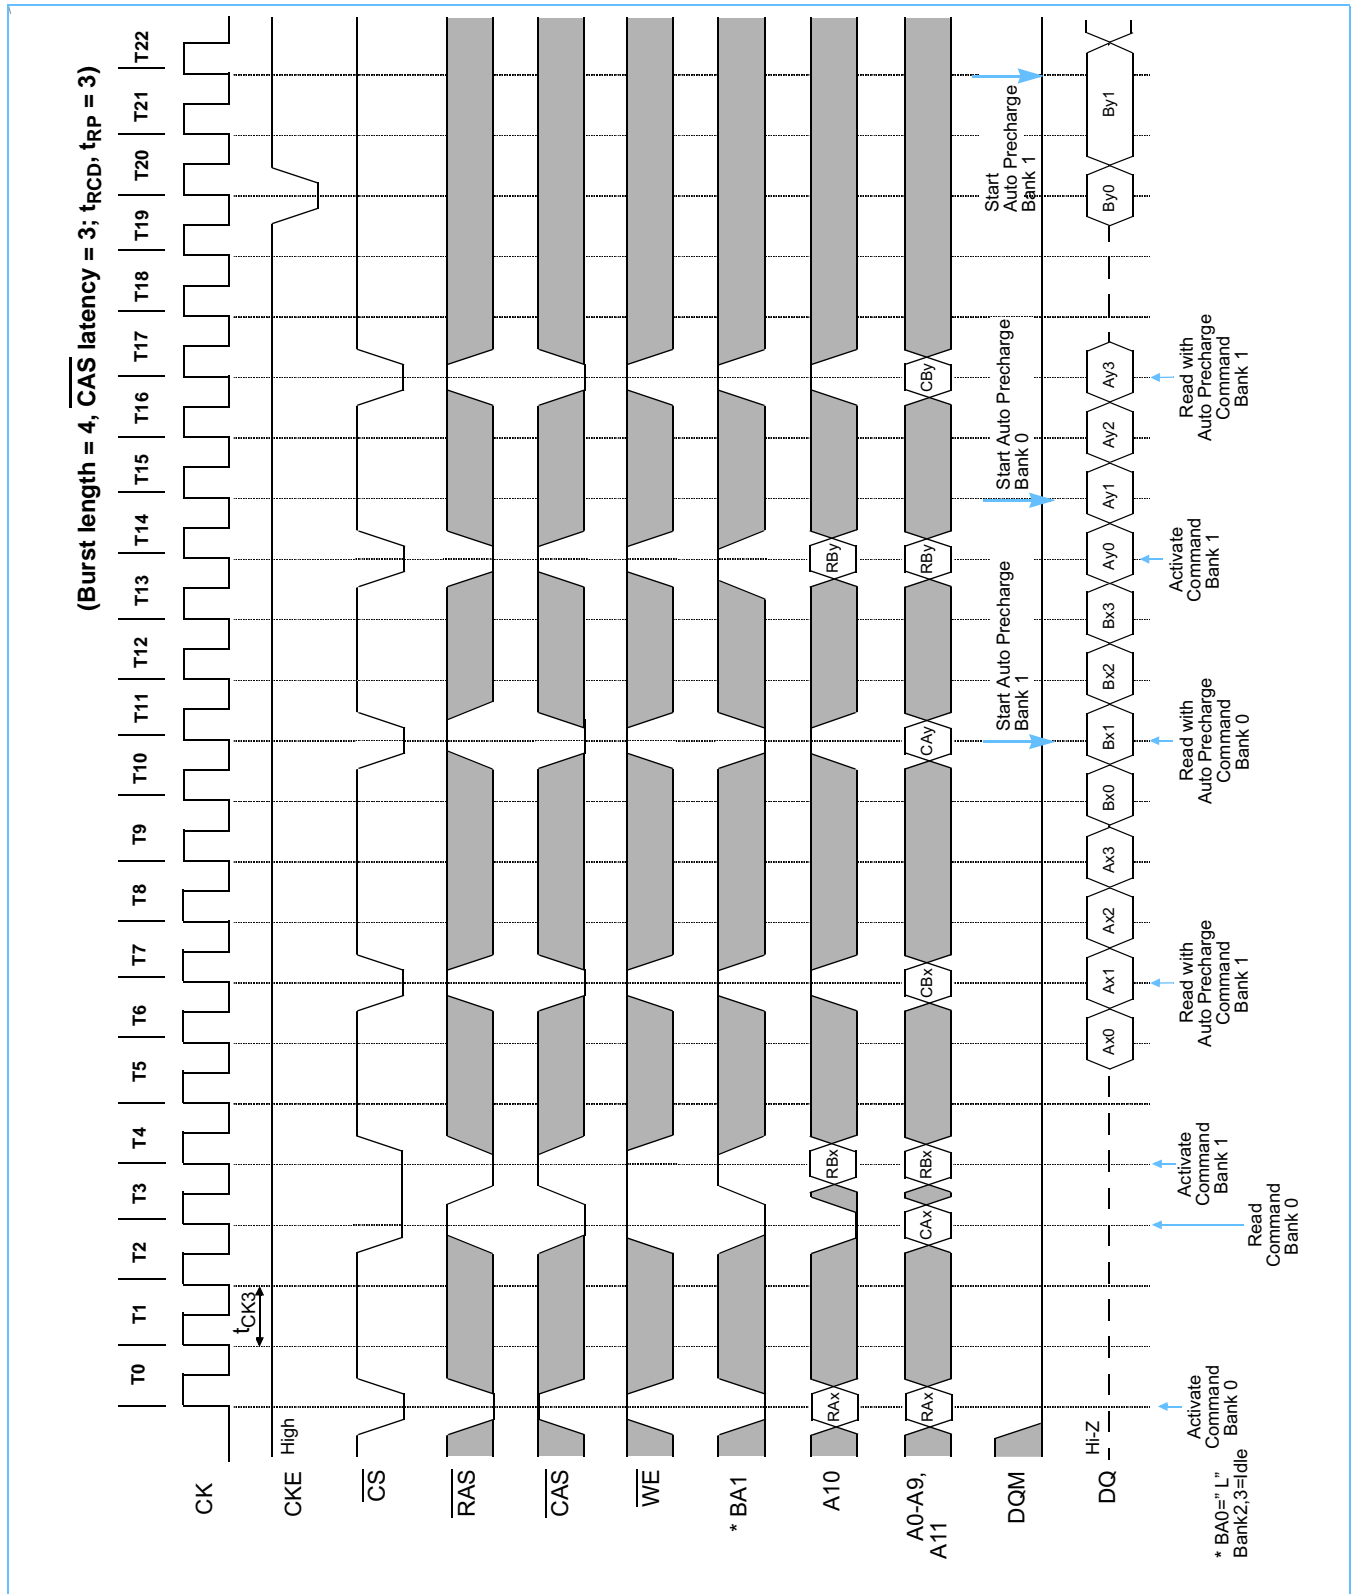 (Burst length = 4, CAS latency = 3; tRCD, tRP = 3)
T0 T1 T2 T3 T4 T5 T6 T7 T8 T9 T10 T11 T12 T13 T14 T15 T16 T17 T18 T19 T20 T21 T22
CK
tCK3
CKE
High
CS
RAS
CAS
WE
* BA1
A10
RAx RBx RBy
A0-A9,
A11
RAx CAx RBx CBx CAy RBy CBy
DQM
Start Auto Precharge
Bank 1
Start Auto Precharge
Bank 0
Start
Auto Precharge
Bank 1
DQ
Hi-Z
Ax0 Ax1 Ax2 Ax3 Bx0 Bx1 Bx2 Bx3 Ay0 Ay1 Ay2 Ay3 By0 By1
Activate
Command
Bank 0
Read
Command
Bank 0
Activate
Command
Bank 1
Read with
Auto Precharge
Command
Bank 1
Read with
Auto Precharge
Command
Bank 0
Activate
Command
Bank 1
Read with
Auto Precharge
Command
Bank 1
* BA0=” L”
Bank2,3=Idle